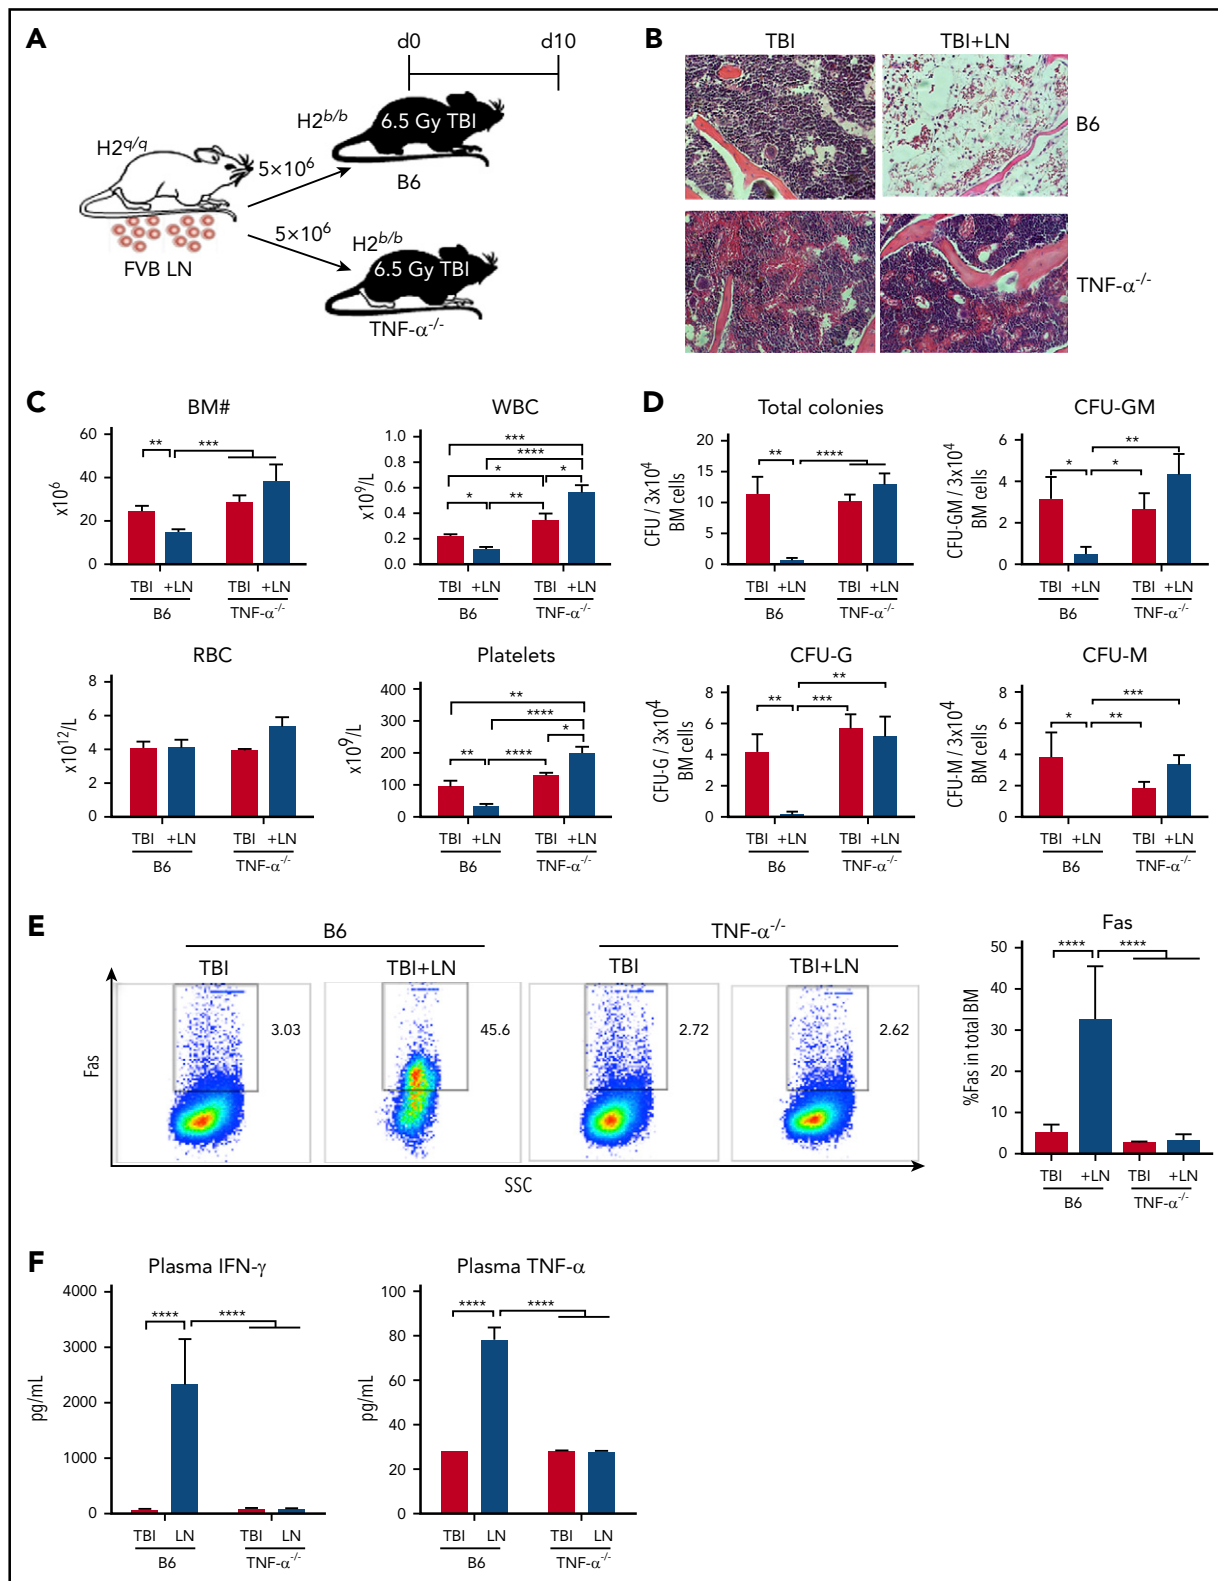 A
d0 d10
H2q/q
H2b/b
6.5 Gy TBI
B6
5×10⁶
5×10⁶
H2b/b
6.5 Gy TBI
TNF-α-/-
FVB LN
B
TBI TBI+LN
B6
TNF-α-/-
C
BM#
60
40
20
0
x10⁶
** ***
TBI +LN TBI +LN
B6 TNF-α-/-
WBC
1.0
0.8
0.6
0.4
0.2
0.0
x10⁹/L
***
****
* *
* **
TBI +LN TBI +LN
B6 TNF-α-/-
RBC
8
6
4
2
0
x10¹²/L
TBI +LN TBI +LN
B6 TNF-α-/-
Platelets
400
300
200
100
0
x10⁹/L
**
****
*
** ****
TBI +LN TBI +LN
B6 TNF-α-/-
D
Total colonies
20
15
10
5
0
CFU / 3x10⁴
BM cells
** ****
TBI +LN TBI +LN
B6 TNF-α-/-
CFU-GM
6
4
2
0
CFU-GM / 3x10⁴
BM cells
**
* *
TBI +LN TBI +LN
B6 TNF-α-/-
CFU-G
8
6
4
2
0
CFU-G / 3x10⁴
BM cells
**
** ***
TBI +LN TBI +LN
B6 TNF-α-/-
CFU-M
8
6
4
2
0
CFU-M / 3x10⁴
BM cells
***
* **
TBI +LN TBI +LN
B6 TNF-α-/-
E
B6 TNF-α-/-
TBI TBI+LN TBI TBI+LN
3.03 45.6 2.72 2.62
Fas
SSC
Fas
50
40
30
20
10
0
%Fas in total BM
**** ****
TBI +LN TBI +LN
B6 TNF-α-/-
F
Plasma IFN-γ
4000
3000
2000
1000
0
pg/mL
**** ****
TBI LN TBI LN
B6 TNF-α-/-
Plasma TNF-α
100
80
60
40
20
0
pg/mL
**** ****
TBI LN TBI LN
B6 TNF-α-/-